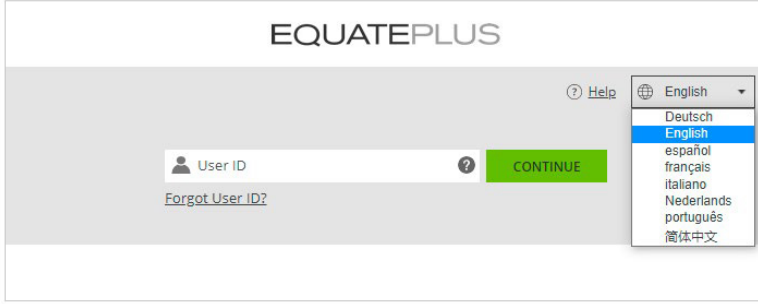 EQUATEPLUS
? Help
English
Deutsch
English
español
français
italiano
Nederlands
português
简体中文
User ID ?
CONTINUE
Forgot User ID?